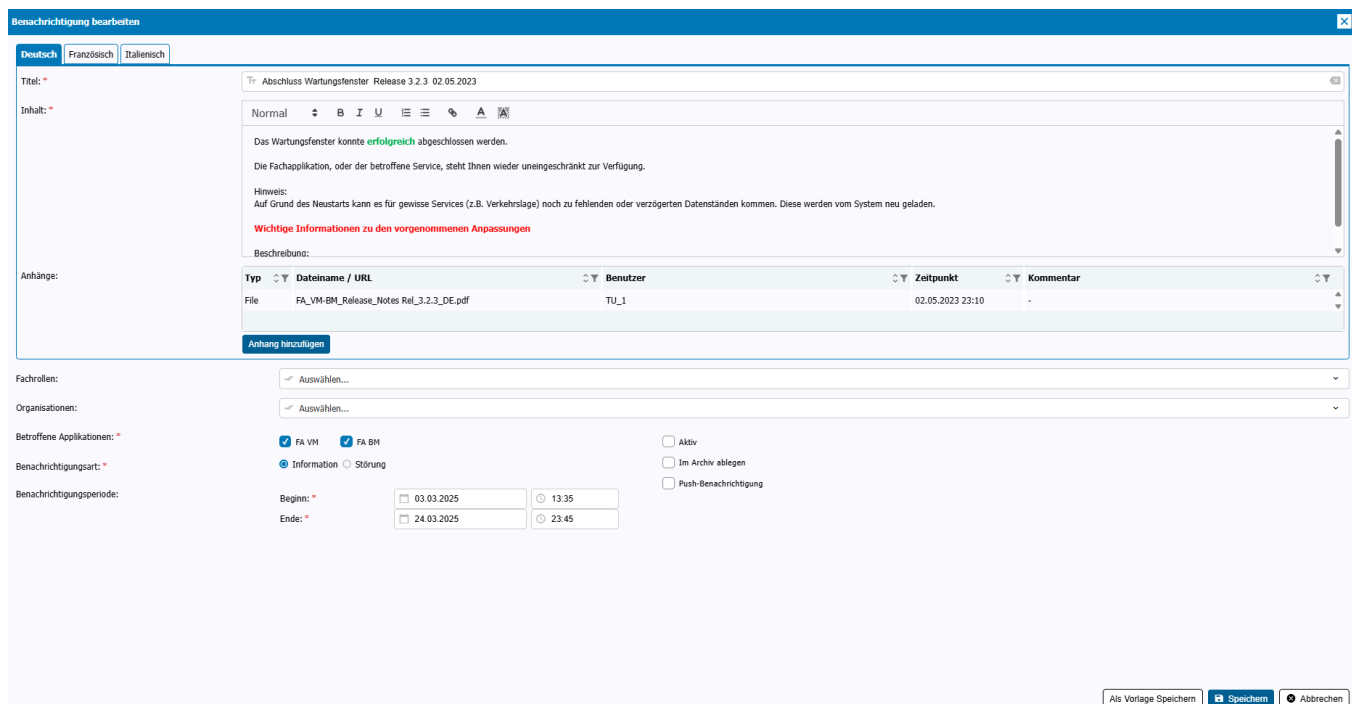 Benachrichtigung bearbeiten
Deutsch Französisch Italienisch
Titel: * Abschluss Wartungsfenster Release 3.2.3 02.05.2023
Inhalt: * Normal B I U A A
Das Wartungsfenster konnte erfolgreich abgeschlossen werden.
Die Fachapplikation, oder der betroffene Service, steht Ihnen wieder uneingeschränkt zur Verfügung.
Hinweis:
Auf Grund des Neustarts kann es für gewisse Services (z.B. Verkehrslage) noch zu fehlenden oder verzögerten Datenständen kommen. Diese werden vom System neu geladen.
Wichtige Informationen zu den vorgenommenen Anpassungen
Beschreibung:
Anhänge:
Typ Dateiname / URL Benutzer Zeitpunkt Kommentar
File FA_VM-BM_Release_Notes Rel_3.2.3_DE.pdf TU_1 02.05.2023 23:10 -
Anhang hinzufügen
Fachrollen: Auswählen...
Organisationen: Auswählen...
Betroffene Applikationen: * FA VM FA BM Aktiv
Benachrichtigungsart: * Information Störung Im Archiv ablegen
Push-Benachrichtigung
Benachrichtigungsperiode: Beginn: * 03.03.2025 13:35
Ende: * 24.03.2025 23:45
Als Vorlage Speichern Speichern Abbrechen